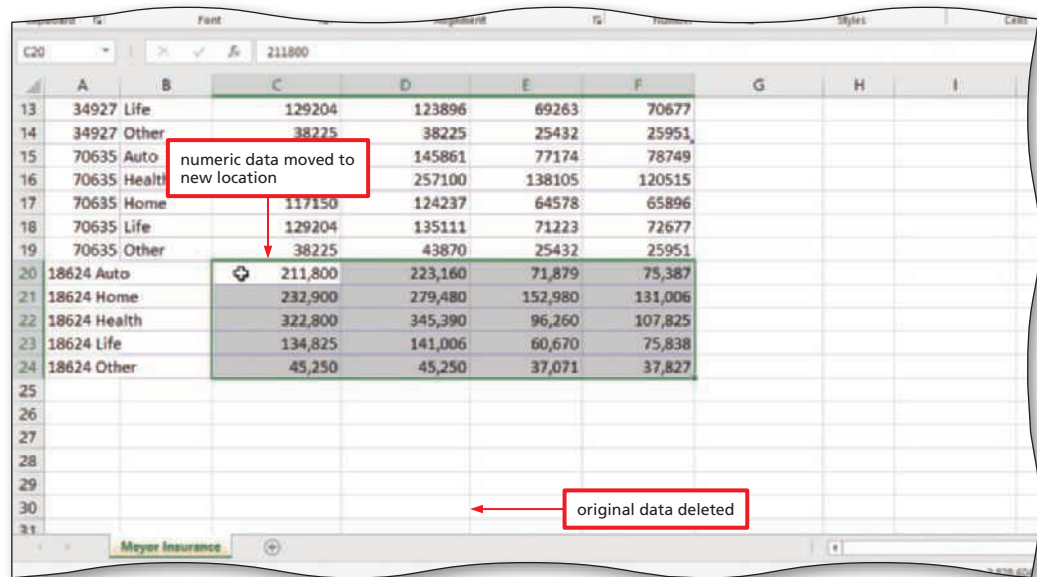 Font
Alignment
Number
Styles
Cells
C20 fx 211800
A B C D E F G H I
13 34927 Life 129204 123896 69263 70677
14 34927 Other 38225 38225 25432 25951
15 70635 Auto 145861 77174 78749
16 70635 Health 257100 138105 120515
17 70635 Home 117150 124237 64578 65896
18 70635 Life 129204 135111 71223 72677
19 70635 Other 38225 43870 25432 25951
numeric data moved to
new location
20 18624 Auto 211,800 223,160 71,879 75,387
21 18624 Home 232,900 279,480 152,980 131,006
22 18624 Health 322,800 345,390 96,260 107,825
23 18624 Life 134,825 141,006 60,670 75,838
24 18624 Other 45,250 45,250 37,071 37,827
25
26
27
28
29
30
original data deleted
31
Meyor Insurance